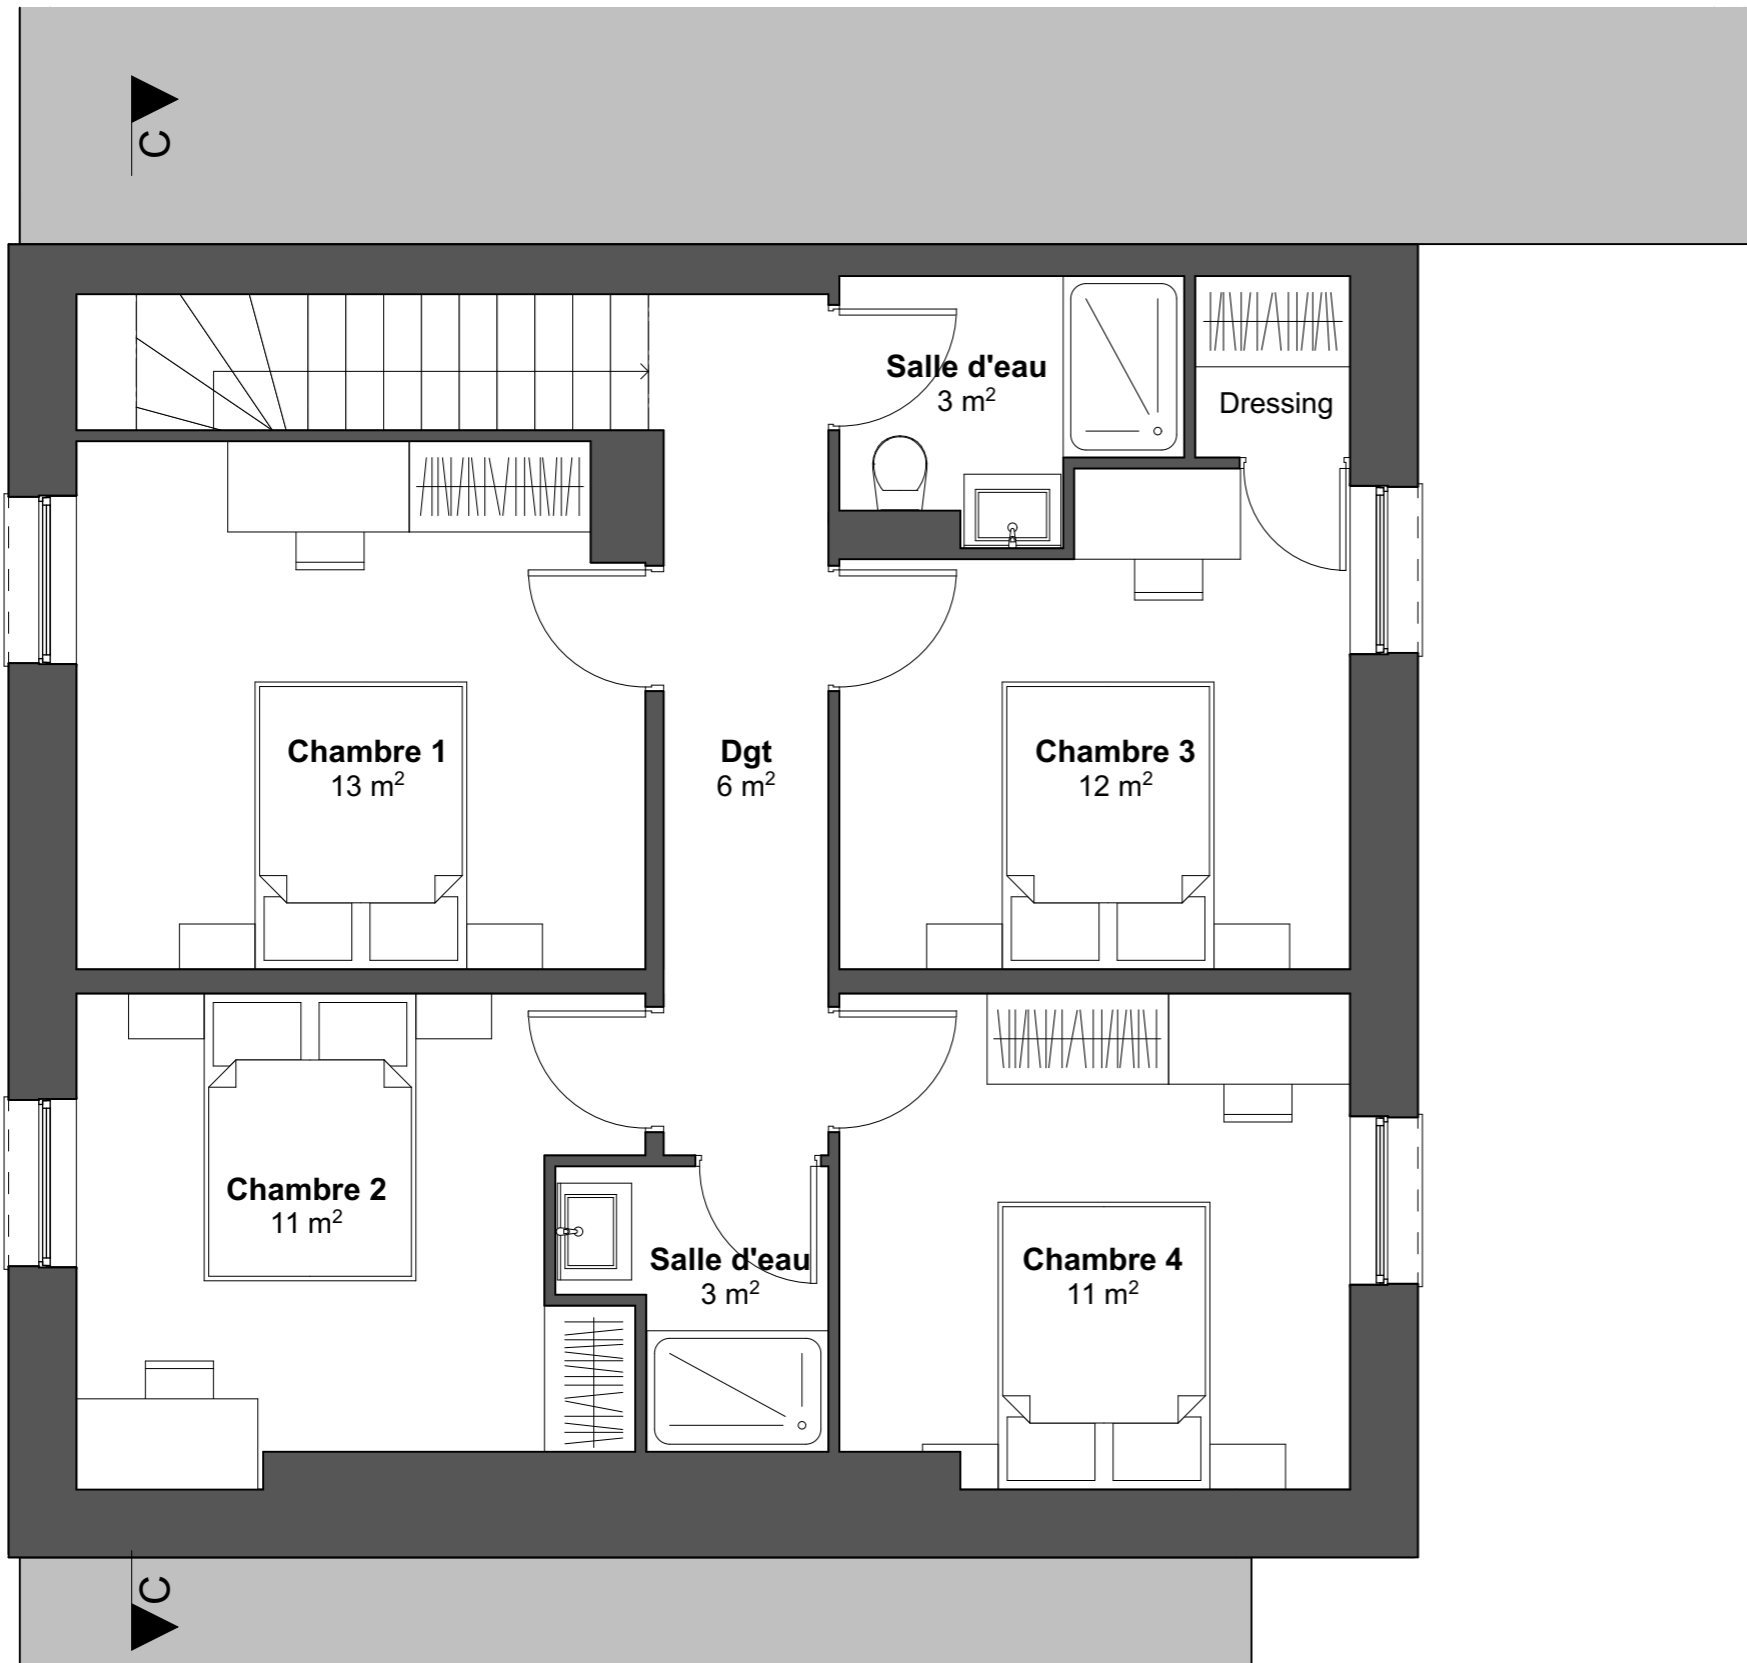 C
Salle d'eau
3 m²
Dressing
Chambre 1
13 m²
Dgt
6 m²
Chambre 3
12 m²
Chambre 2
11 m²
Salle d'eau
3 m²
Chambre 4
11 m²
C